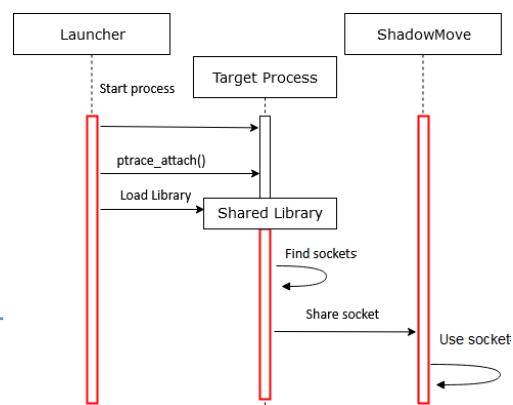 Launcher
ShadowMove
Target Process
Start process
ptrace_attach()
Load Library
Shared Library
Find sockets
Share socket
Use socket